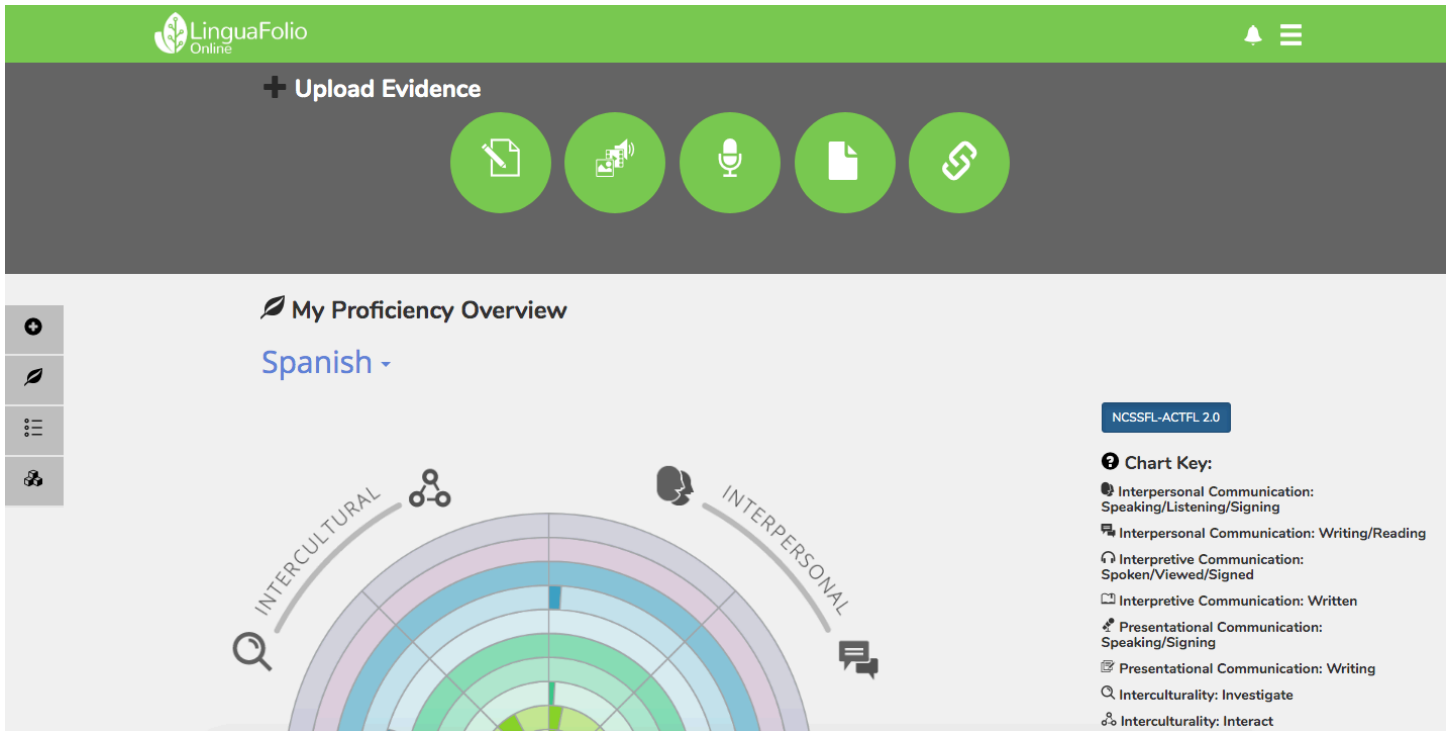 LinguaFolio
Online
Upload Evidence
My Proficiency Overview
Spanish
NCSSFL-ACTFL 2.0
Chart Key:
Interpersonal Communication:
Speaking/Listening/Signing
Interpersonal Communication: Writing/Reading
Interpretive Communication:
Spoken/Viewed/Signed
Interpretive Communication: Written
Presentational Communication:
Speaking/Signing
Presentational Communication: Writing
Interculturality: Investigate
Interculturality: Interact
INTERCULTURAL
INTERPERSONAL